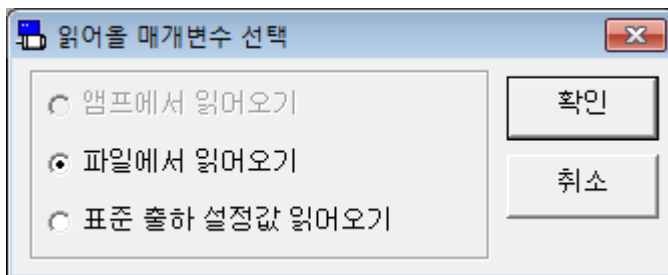 읽어올 매개변수 선택
앰프에서 읽어오기
파일에서 읽어오기
표준 출하 설정값 읽어오기
확인
취소